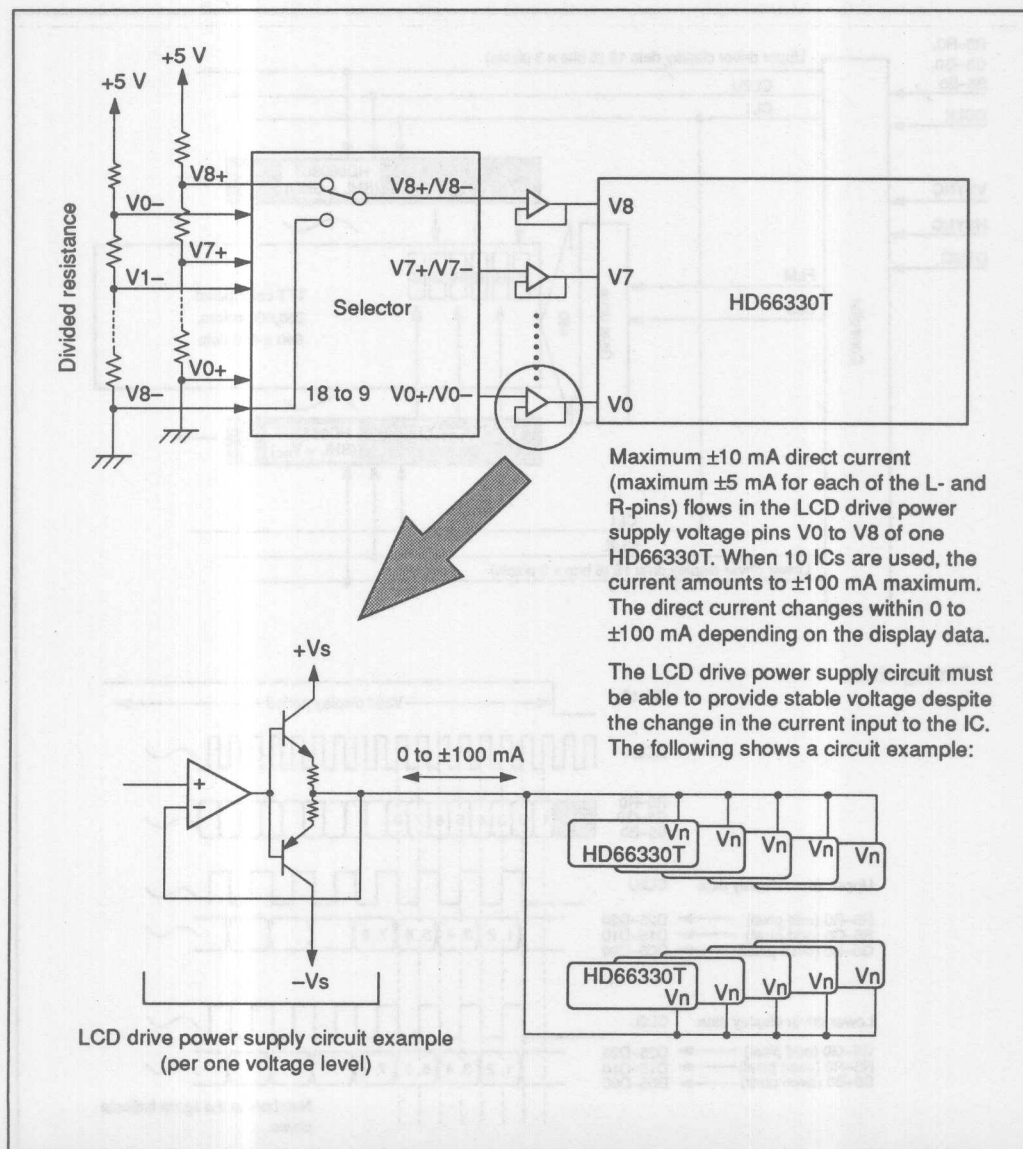 +5 V
+5 V
Divided resistance
V8+
V0–
V7+
V1–
V0+
V8–
V8+/V8–
V7+/V7–
Selector
18 to 9
V0+/V0–
V8
V7
HD66330T
V0
Maximum ±10 mA direct current
(maximum ±5 mA for each of the L- and
R-pins) flows in the LCD drive power
supply voltage pins V0 to V8 of one
HD66330T. When 10 ICs are used, the
current amounts to ±100 mA maximum.
The direct current changes within 0 to
±100 mA depending on the display data.
The LCD drive power supply circuit must
be able to provide stable voltage despite
the change in the current input to the IC.
The following shows a circuit example:
+Vs
0 to ±100 mA
+
–
–Vs
Vn
HD66330T
Vn
Vn
Vn
Vn
HD66330T
Vn
Vn
Vn
Vn
Vn
LCD drive power supply circuit example
(per one voltage level)